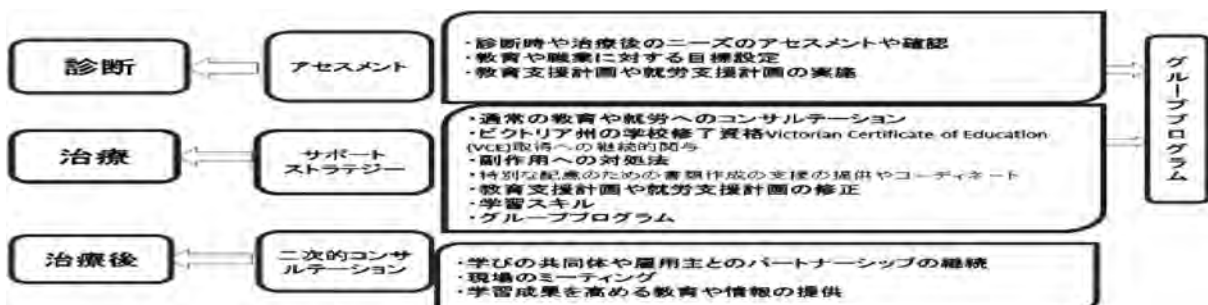 診断
アセスメント
・診断時や治療後のニーズのアセスメントや確認
・教育や職業に対する目標設定
・教育支援計画や就労支援計画の実施
治療
サポート
ストラテジー
・通常の教育や就労へのコンサルテーション
・ビクトリア州の学校修了資格Victorian Certificate of Education
(VCE)取得への継続的関与
・副作用への対処法
・特別な配慮のための書類作成の支援の提供やコーディネート
・教育支援計画や就労支援計画の修正
・学習スキル
・グループプログラム
治療後
二次的コンサ
ルテーション
・学びの共同体や雇用主とのパートナーシップの継続
・現場のミーティング
・学習成果を高める教育や情報の提供
グループプログラム